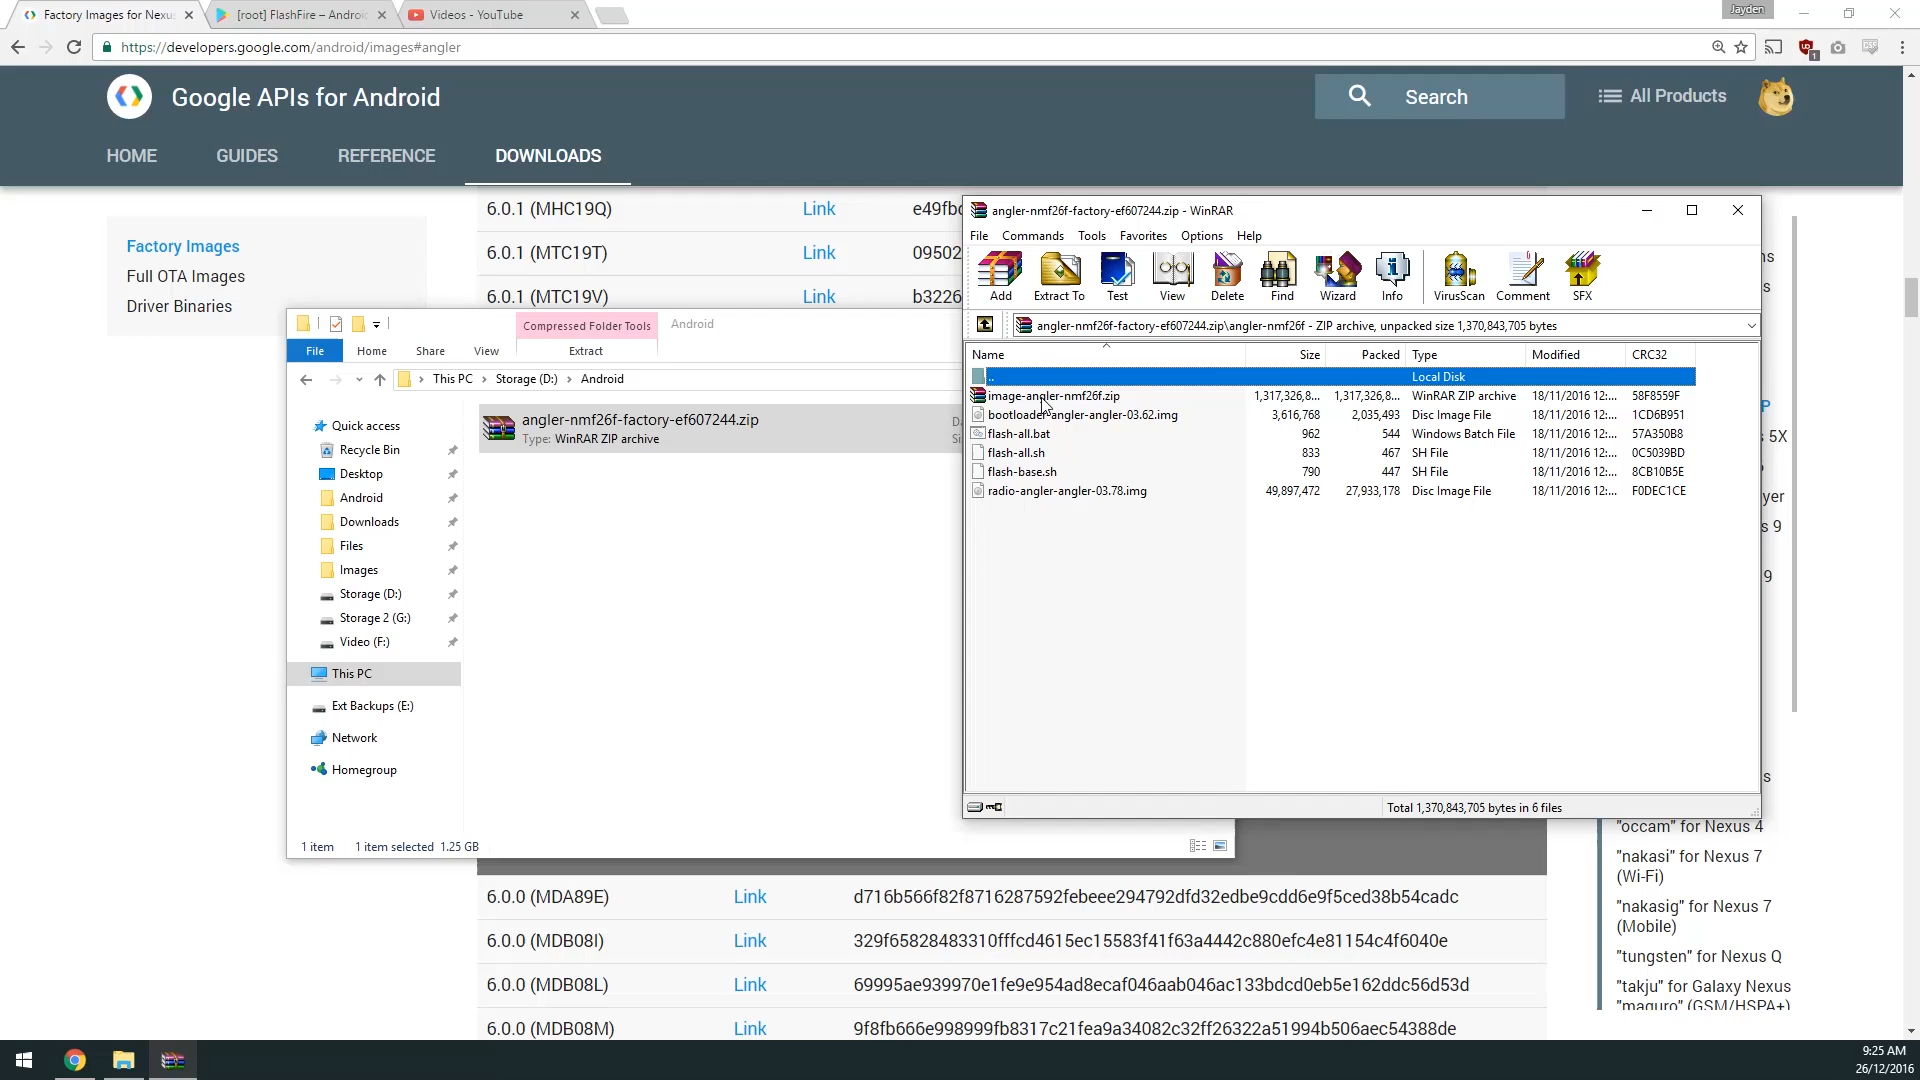 Factory Images for Nexus
[root] FlashFire – Androi
Videos - YouTube
Jayden
https://developers.google.com/android/images#angler
Google APIs for Android
Search
All Products
HOME
GUIDES
REFERENCE
DOWNLOADS
Factory Images
Full OTA Images
Driver Binaries
6.0.1 (MHC19Q) Link e49fb
6.0.1 (MTC19T) Link 09502
6.0.1 (MTC19V) Link b3226
Compressed Folder Tools
Android
File
Home
Share
View
Extract
This PC
Storage (D:)
Android
Quick access
Recycle Bin
Desktop
Android
Downloads
Files
Images
Storage (D:)
Storage 2 (G:)
Video (F:)
This PC
Ext Backups (E:)
Network
Homegroup
angler-nmf26f-factory-ef607244.zip
Type: WinRAR ZIP archive
1 item 1 item selected 1.25 GB
angler-nmf26f-factory-ef607244.zip - WinRAR
File Commands Tools Favorites Options Help
Add Extract To Test View Delete Find Wizard Info VirusScan Comment SFX
angler-nmf26f-factory-ef607244.zip\angler-nmf26f - ZIP archive, unpacked size 1,370,843,705 bytes
Name Size Packed Type Modified CRC32
.. Local Disk
image-angler-nmf26f.zip 1,317,326,8... 1,317,326,8... WinRAR ZIP archive 18/11/2016 12:... 58F8559F
bootloader-angler-angler-03.62.img 3,616,768 2,035,493 Disc Image File 18/11/2016 12:... 1CD6B951
flash-all.bat 962 544 Windows Batch File 18/11/2016 12:... 57A350B8
flash-all.sh 833 467 SH File 18/11/2016 12:... 0C5039BD
flash-base.sh 790 447 SH File 18/11/2016 12:... 8CB10B5E
radio-angler-angler-03.78.img 49,897,472 27,933,178 Disc Image File 18/11/2016 12:... F0DEC1CE
Total 1,370,843,705 bytes in 6 files
5X
yer
s 9
9
"occam" for Nexus 4
"nakasi" for Nexus 7
(Wi-Fi)
"nakasig" for Nexus 7
(Mobile)
"tungsten" for Nexus Q
"takju" for Galaxy Nexus
"maguro" (GSM/HSPA+)
6.0.0 (MDA89E) Link d716b566f82f8716287592febeee294792dfd32edbe9cdd6e9f5ced38b54cadc
6.0.0 (MDB08I) Link 329f65828483310fffcd4615ec15583f41f63a4442c880efc4e81154c4f6040e
6.0.0 (MDB08L) Link 69995ae939970e1fe9e954ad8ecaf046aab046ac133bdcd0eb5e162ddc56d53d
6.0.0 (MDB08M) Link 9f8fb666e998999fb8317c21fea9a34082c32ff26322a51994b506aec54388de
9:25 AM
26/12/2016